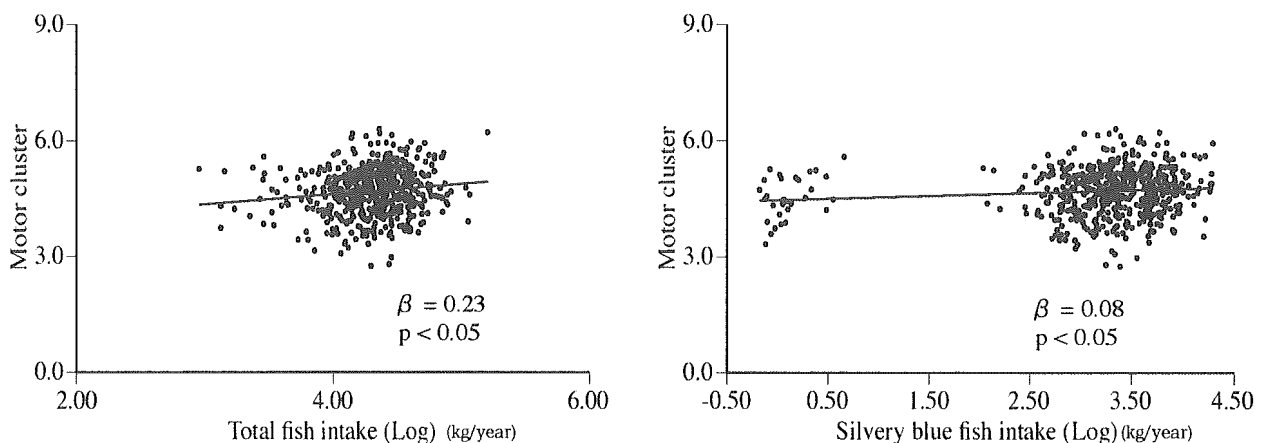 9.0
6.0
3.0
0.0
Motor cluster
β = 0.23
p < 0.05
2.00
4.00
6.00
Total fish intake (Log) (kg/year)
9.0
6.0
3.0
0.0
Motor cluster
β = 0.08
p < 0.05
-0.50
0.50
1.50
2.50
3.50
4.50
Silvery blue fish intake (Log)(kg/year)